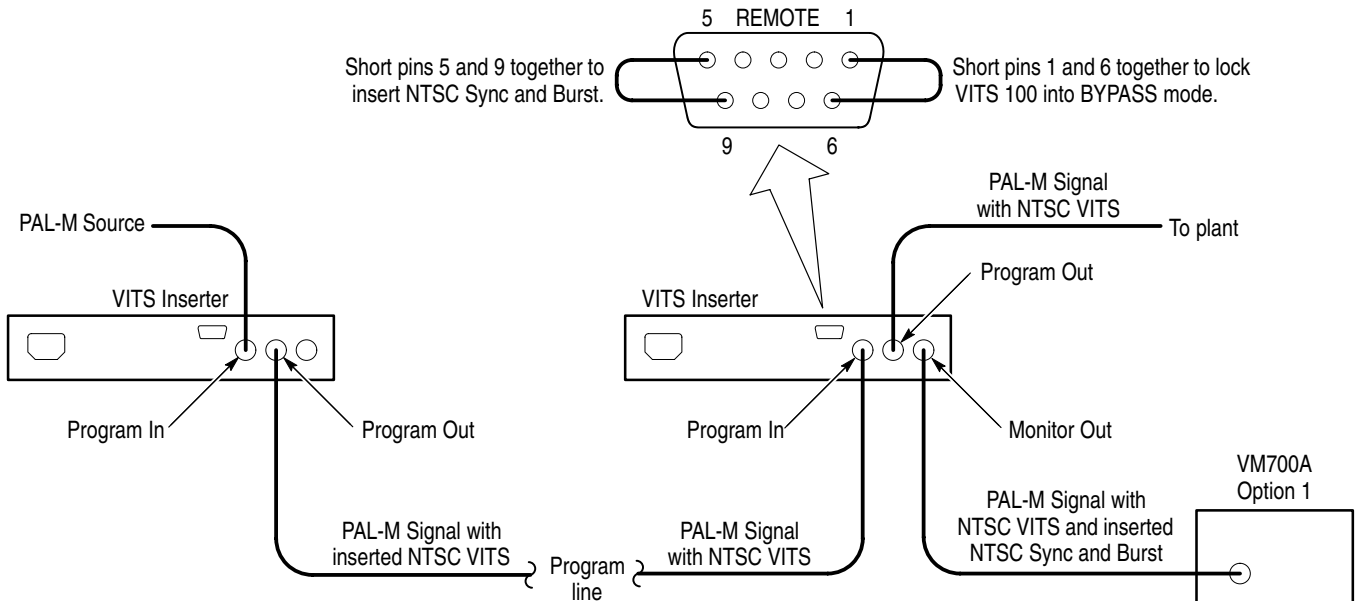 5 REMOTE 1
Short pins 5 and 9 together to
insert NTSC Sync and Burst.
Short pins 1 and 6 together to lock
VITS 100 into BYPASS mode.
9 6
PAL-M Source
PAL-M Signal
with NTSC VITS
To plant
Program Out
VITS Inserter
VITS Inserter
Program In
Program Out
Program In
Monitor Out
VM700A
Option 1
PAL-M Signal with
inserted NTSC VITS
Program
line
PAL-M Signal
with NTSC VITS
PAL-M Signal with
NTSC VITS and inserted
NTSC Sync and Burst